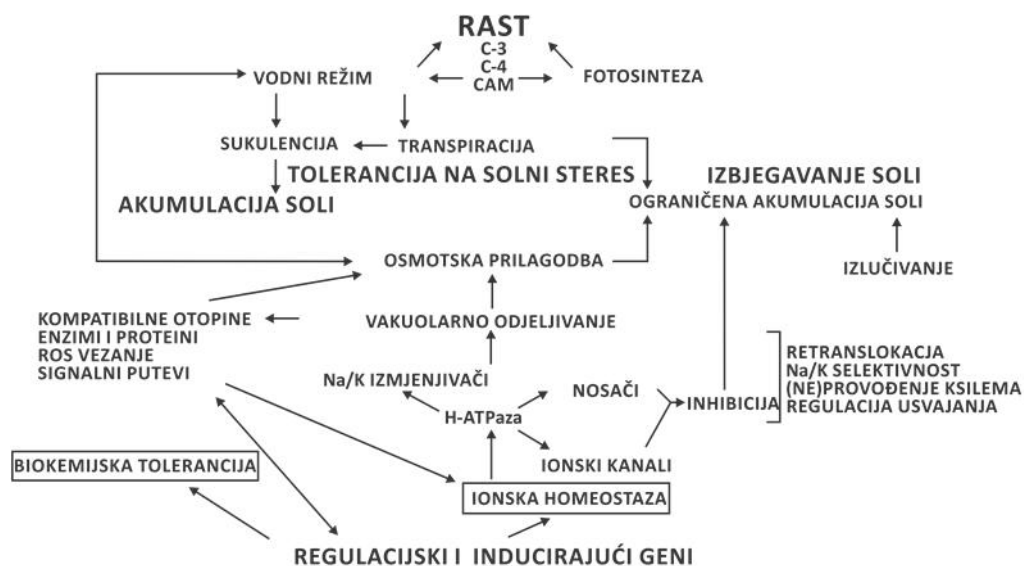 RAST
C-3
C-4
CAM
VODNI REŽIM
FOTOSINTEZA
SUKULENCIJA
TRANSPIRACIJA
TOLERANCIJA NA SOLNI STERES
IZBJEGAVANJE SOLI
AKUMULACIJA SOLI
OGRANIČENA AKUMULACIJA SOLI
OSMOTSKA PRILAGODBA
IZLUČIVANJE
KOMPATIBILNE OTOPINE
ENZIMI I PROTEINI
ROS VEZANJE
SIGNALNI PUTEVI
VAKUOLARNO ODJELJIVANJE
Na/K IZMJENJIVAČI
NOSAČI
H-ATPaza
INHIBICIJA
RETRANSLOKACIJA
Na/K SELEKTIVNOST
(NE)PROVOĐENJE KSILEMA
REGULACIJA USVAJANJA
IONSKI KANALI
BIOKEMIJSKA TOLERANCIJA
IONSKA HOMEOSTAZA
REGULACIJSKI I INDUCIRAJUĆI GENI